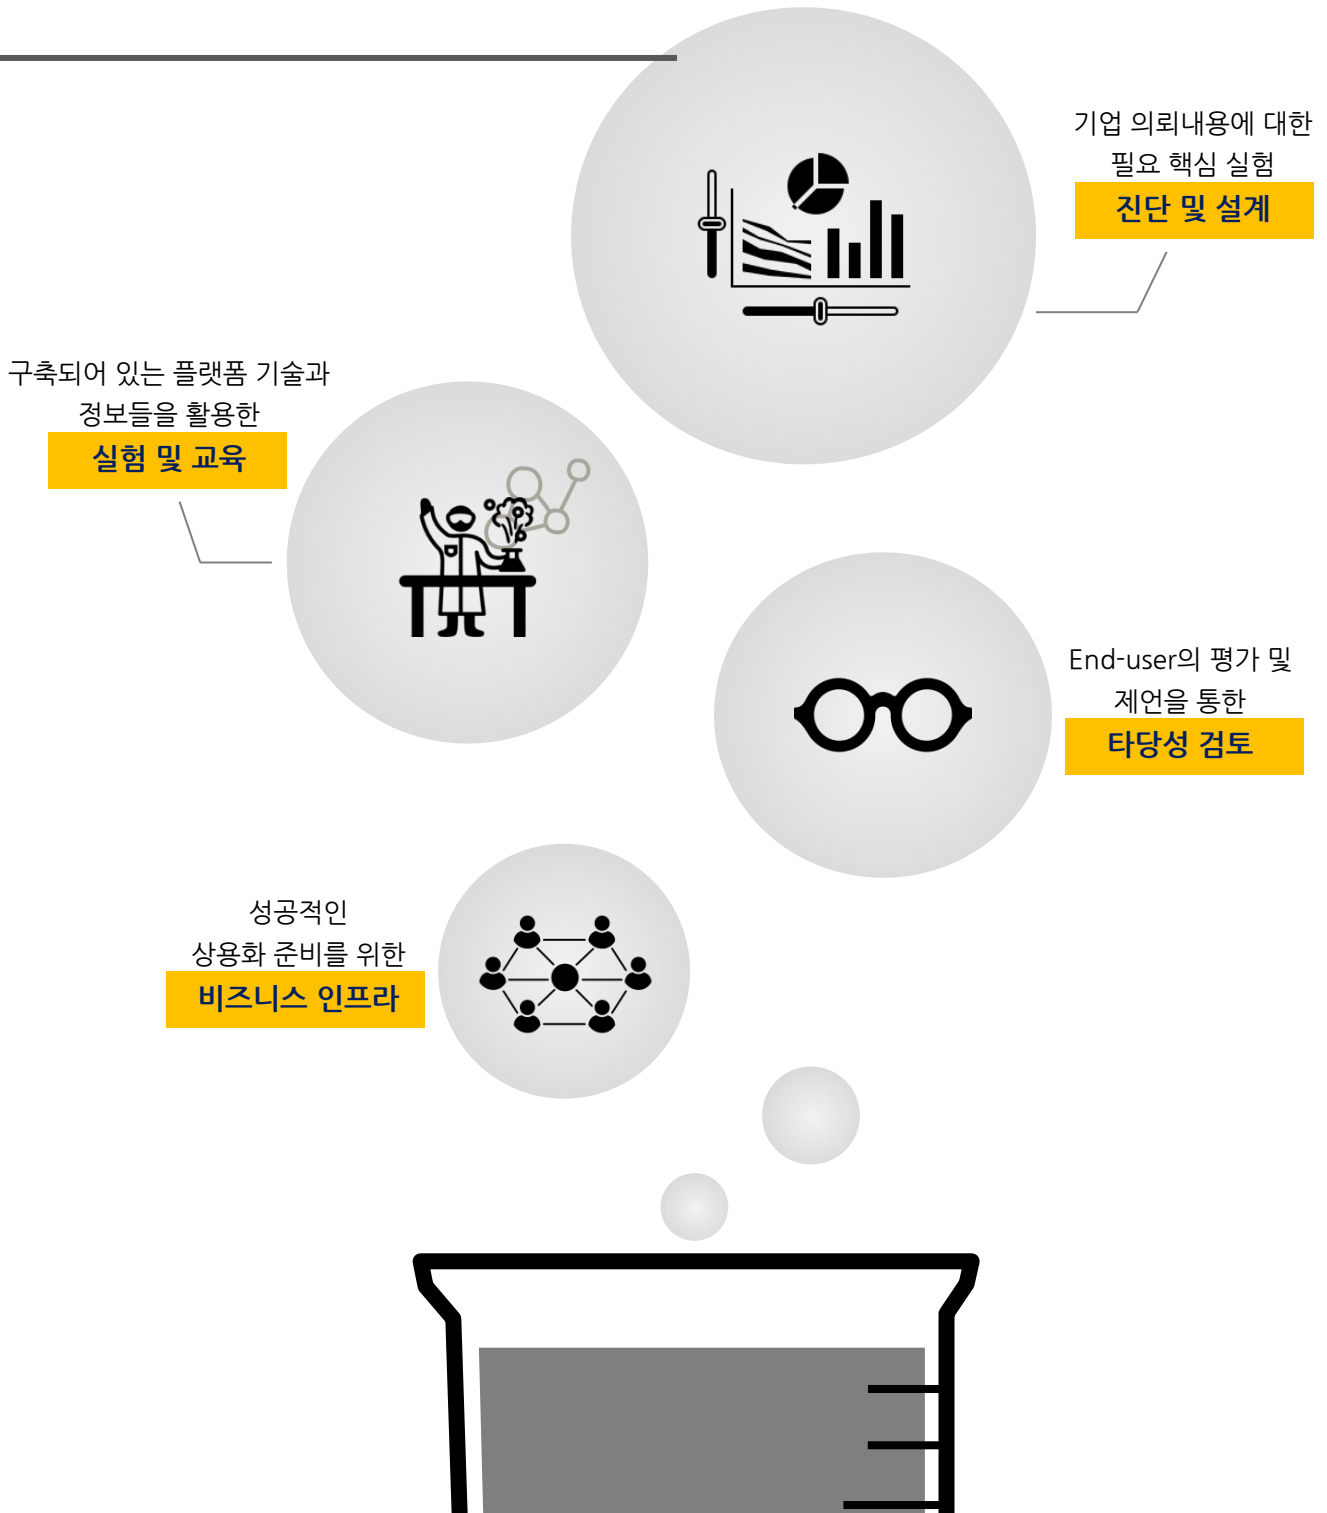 기업 의뢰내용에 대한
필요 핵심 실험
진단 및 설계
구축되어 있는 플랫폼 기술과
정보들을 활용한
실험 및 교육
End-user의 평가 및
제언을 통한
타당성 검토
성공적인
상용화 준비를 위한
비즈니스 인프라